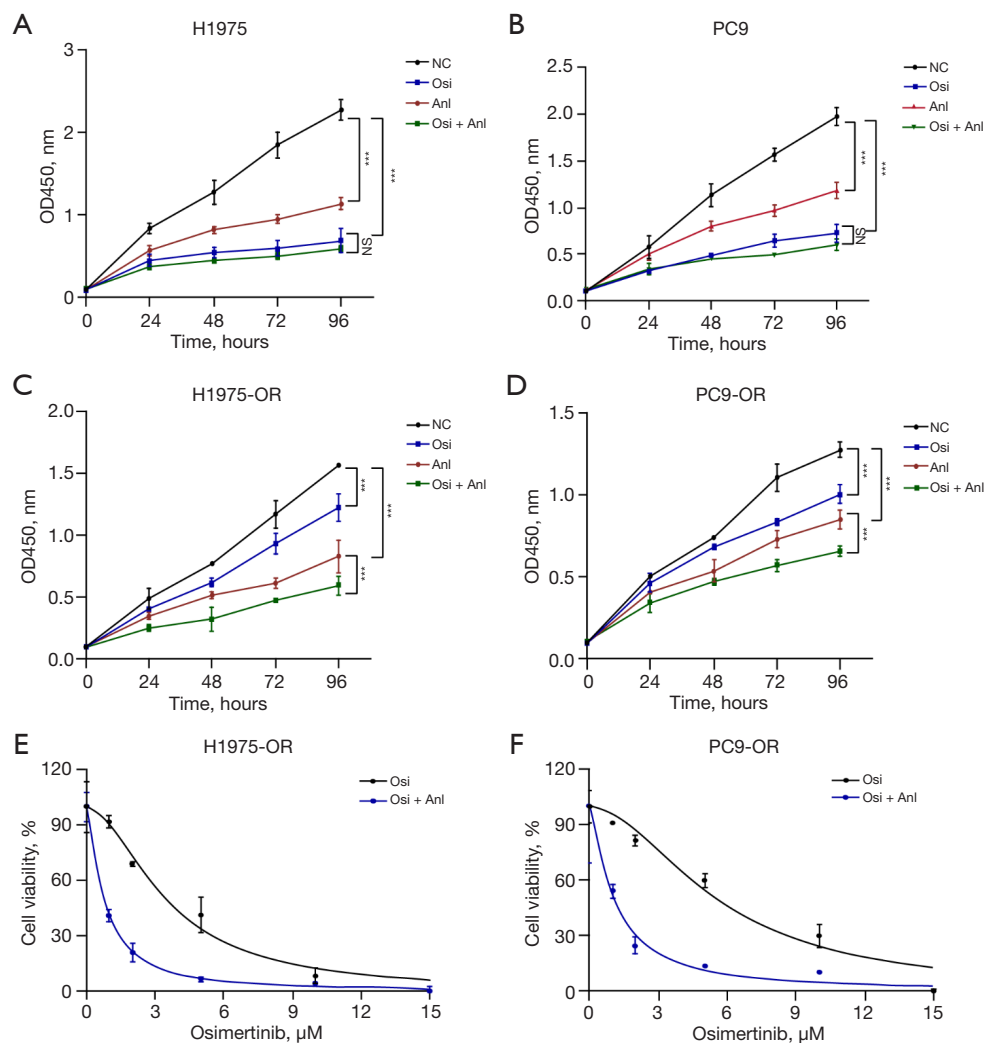 A
H1975
OD450, nm
3
2
1
0
0 24 48 72 96
Time, hours
NC
Osi
Anl
Osi + Anl
***
***
NS
B
PC9
OD450, nm
2.5
2.0
1.5
1.0
0.5
0.0
0 24 48 72 96
Time, hours
NC
Osi
Anl
Osi + Anl
***
***
NS
C
H1975-OR
OD450, nm
2.0
1.5
1.0
0.5
0.0
0 24 48 72 96
Time, hours
NC
Osi
Anl
Osi + Anl
***
***
***
D
PC9-OR
OD450, nm
1.5
1.0
0.5
0.0
0 24 48 72 96
Time, hours
NC
Osi
Anl
Osi + Anl
***
***
***
E
H1975-OR
Cell viability, %
120
90
60
30
0
0 3 6 9 12 15
Osimertinib, μM
Osi
Osi + Anl
F
PC9-OR
Cell viability, %
120
90
60
30
0
0 3 6 9 12 15
Osimertinib, μM
Osi
Osi + Anl